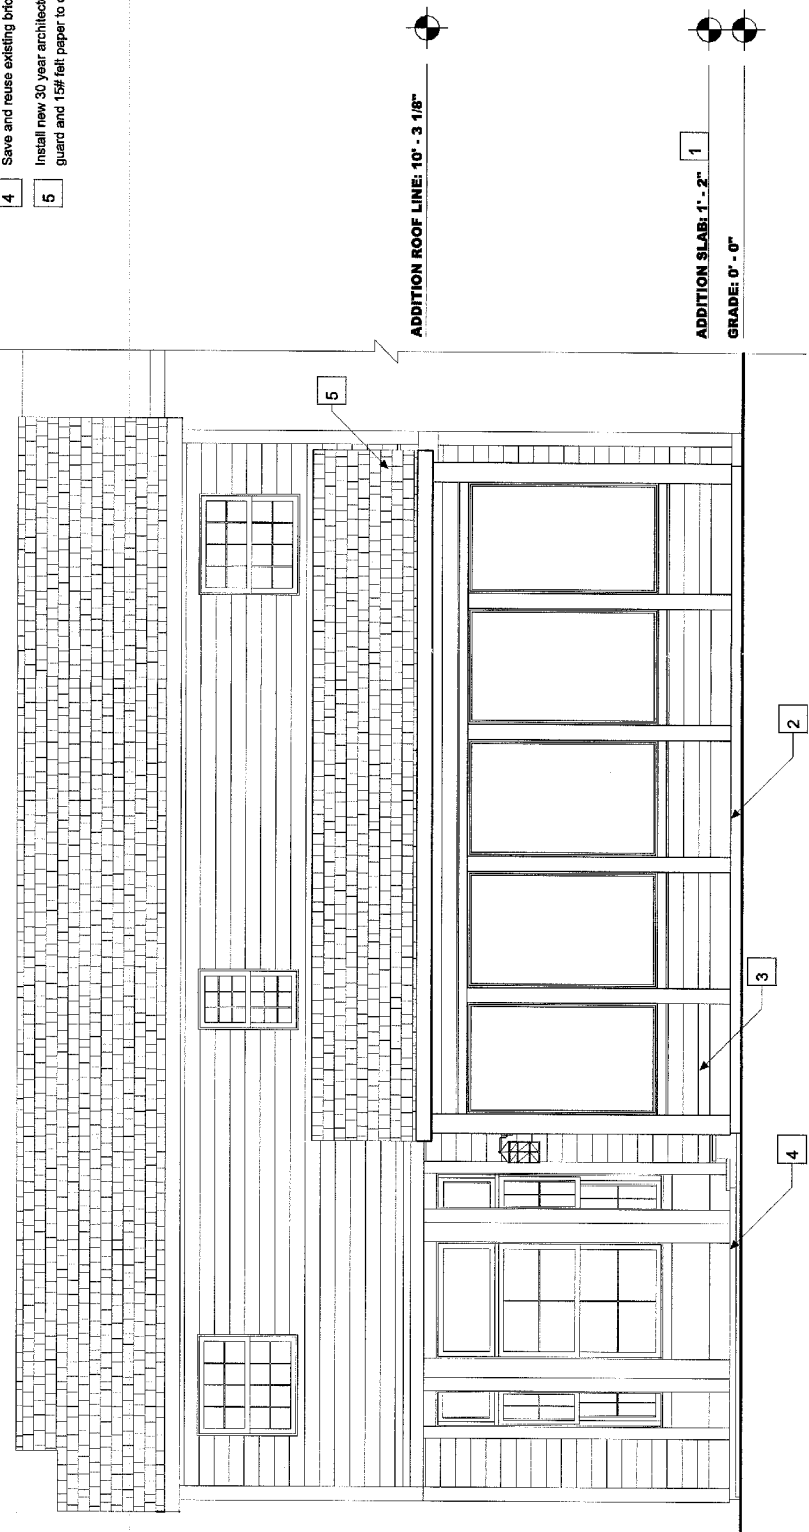 4 Save and reuse existing bric
5 Install new 30 year architect
guard and 15# felt paper to
ADDITION ROOF LINE: 10' - 3 1/8"
ADDITION SLAB: 1' - 2" 1
GRADE: 0' - 0"
5
4
3
2